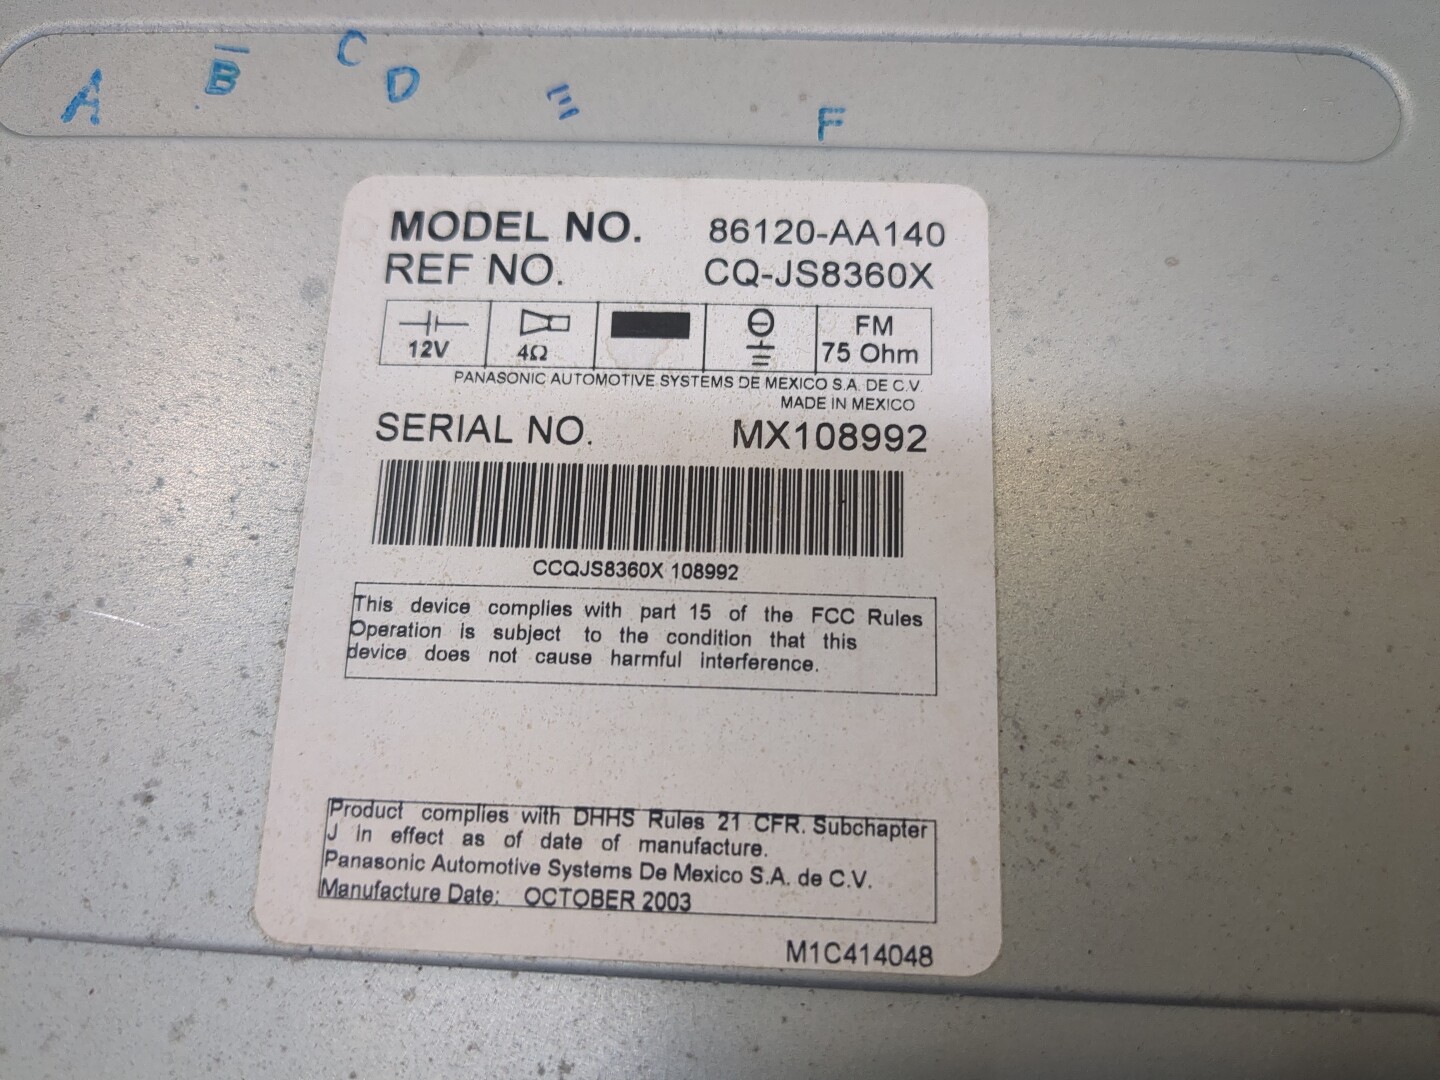 A B C D E F
MODEL NO. 86120-AA140
REF NO. CQ-JS8360X
12V 4Ω FM
75 Ohm
PANASONIC AUTOMOTIVE SYSTEMS DE MEXICO S.A. DE C.V.
MADE IN MEXICO
SERIAL NO. MX108992
CCQJS8360X 108992
This device complies with part 15 of the FCC Rules
Operation is subject to the condition that this
device does not cause harmful interference.
Product complies with DHHS Rules 21 CFR. Subchapter
J in effect as of date of manufacture.
Panasonic Automotive Systems De Mexico S.A. de C.V.
Manufacture Date: OCTOBER 2003
M1C414048